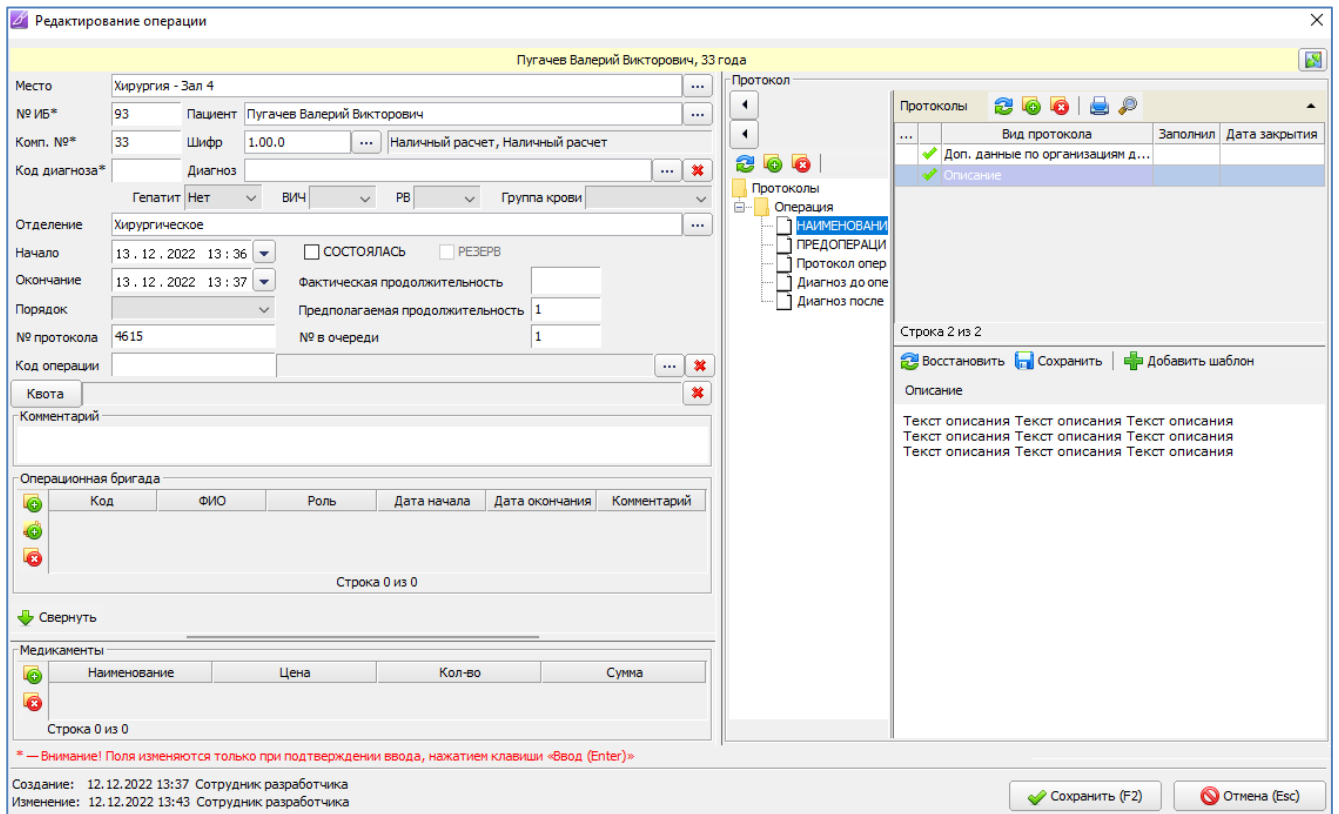 Редактирование операции
Пугачев Валерий Викторович, 33 года
Место Хирургия - Зал 4 ...
№ ИБ* 93 Пациент Пугачев Валерий Викторович ...
Комп. №* 33 Шифр 1.00.0 ... Наличный расчет, Наличный расчет
Код диагноза* Диагноз ...
Гепатит Нет ВИЧ РВ Группа крови
Отделение Хирургическое ...
Начало 13 . 12 . 2022 13 : 36 СОСТОЯЛАСЬ РЕЗЕРВ
Окончание 13 . 12 . 2022 13 : 37 Фактическая продолжительность
Порядок Предполагаемая продолжительность 1
№ протокола 4615 № в очереди 1
Код операции ...
Квота
Комментарий
Операционная бригада
Код ФИО Роль Дата начала Дата окончания Комментарий
Строка 0 из 0
Свернуть
Медикаменты
Наименование Цена Кол-во Сумма
Строка 0 из 0
* — Внимание! Поля изменяются только при подтверждении ввода, нажатием клавиши «Ввод (Enter)»
Создание: 12.12.2022 13:37 Сотрудник разработчика
Изменение: 12.12.2022 13:43 Сотрудник разработчика
Протокол
Протоколы
Операция
НАИМЕНОВАНИ
ПРЕДОПЕРАЦИ
Протокол опер
Диагноз до опе
Диагноз после
Протоколы
... Вид протокола Заполнил Дата закрытия
Доп. данные по организациям д...
Описание
Строка 2 из 2
Восстановить Сохранить Добавить шаблон
Описание
Текст описания Текст описания Текст описания
Текст описания Текст описания Текст описания
Текст описания Текст описания Текст описания
Сохранить (F2) Отмена (Esc)